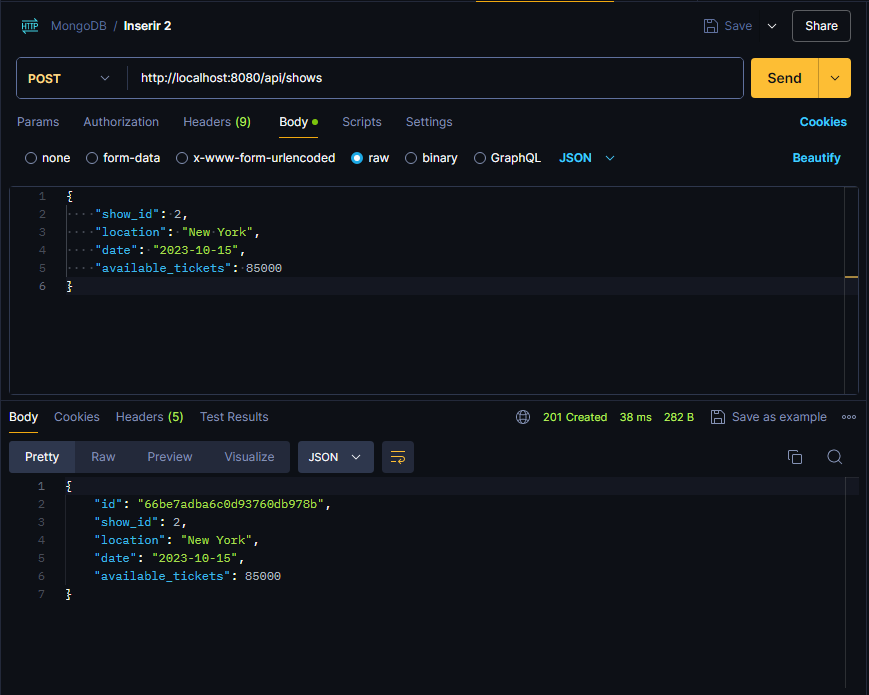 HTTP MongoDB / Inserir 2 Save Share
POST http://localhost:8080/api/shows Send
Params Authorization Headers (9) Body Scripts Settings Cookies
none form-data x-www-form-urlencoded raw binary GraphQL JSON Beautify
1 {
2 ····"show_id":·2,
3 ····"location":·"New·York",
4 ····"date":·"2023-10-15",
5 ····"available_tickets":·85000
6 }
Body Cookies Headers (5) Test Results 201 Created 38 ms 282 B Save as example
Pretty Raw Preview Visualize JSON
1 {
2 "id": "66be7adba6c0d93760db978b",
3 "show_id": 2,
4 "location": "New York",
5 "date": "2023-10-15",
6 "available_tickets": 85000
7 }